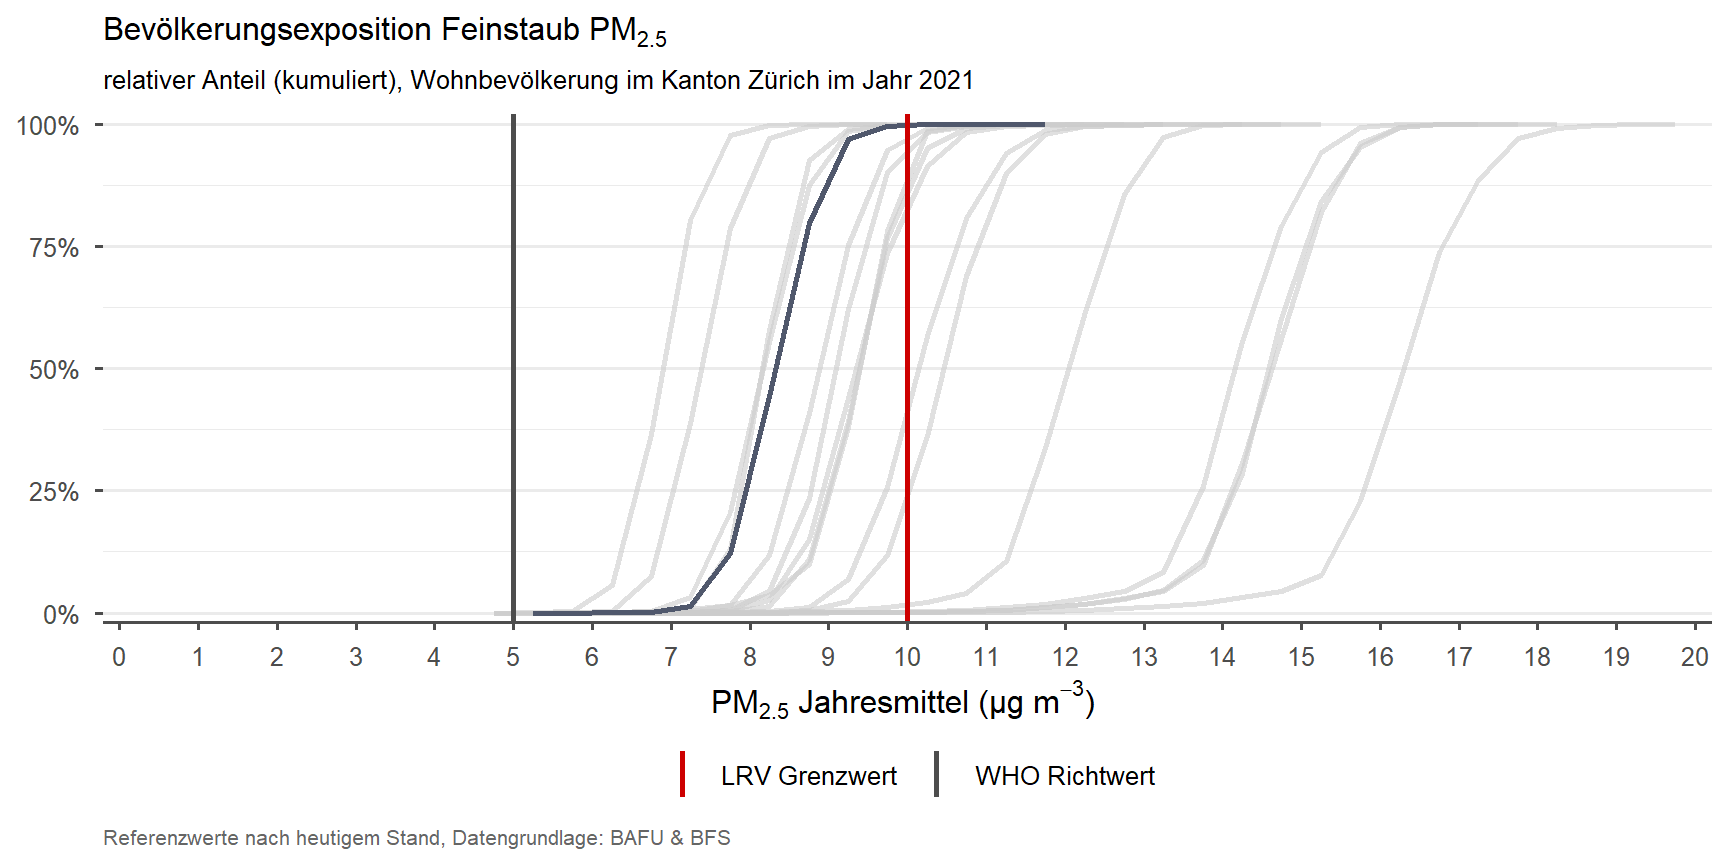 Bevölkerungsexposition Feinstaub PM2.5
relativer Anteil (kumuliert), Wohnbevölkerung im Kanton Zürich im Jahr 2021
100%
75%
50%
25%
0%
0 1 2 3 4 5 6 7 8 9 10 11 12 13 14 15 16 17 18 19 20
PM2.5 Jahresmittel (µg m−3)
LRV Grenzwert WHO Richtwert
Referenzwerte nach heutigem Stand, Datengrundlage: BAFU & BFS